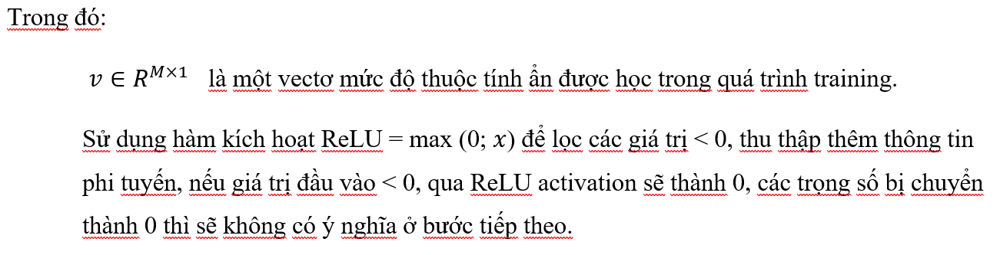 Trong đó:
𝑣 ∈ 𝑅^{𝑀×1} là một vectơ mức độ thuộc tính ẩn được học trong quá trình training.
Sử dụng hàm kích hoạt ReLU = max (0; 𝑥) để lọc các giá trị < 0, thu thập thêm thông tin
phi tuyến, nếu giá trị đầu vào < 0, qua ReLU activation sẽ thành 0, các trọng số bị chuyển
thành 0 thì sẽ không có ý nghĩa ở bước tiếp theo.